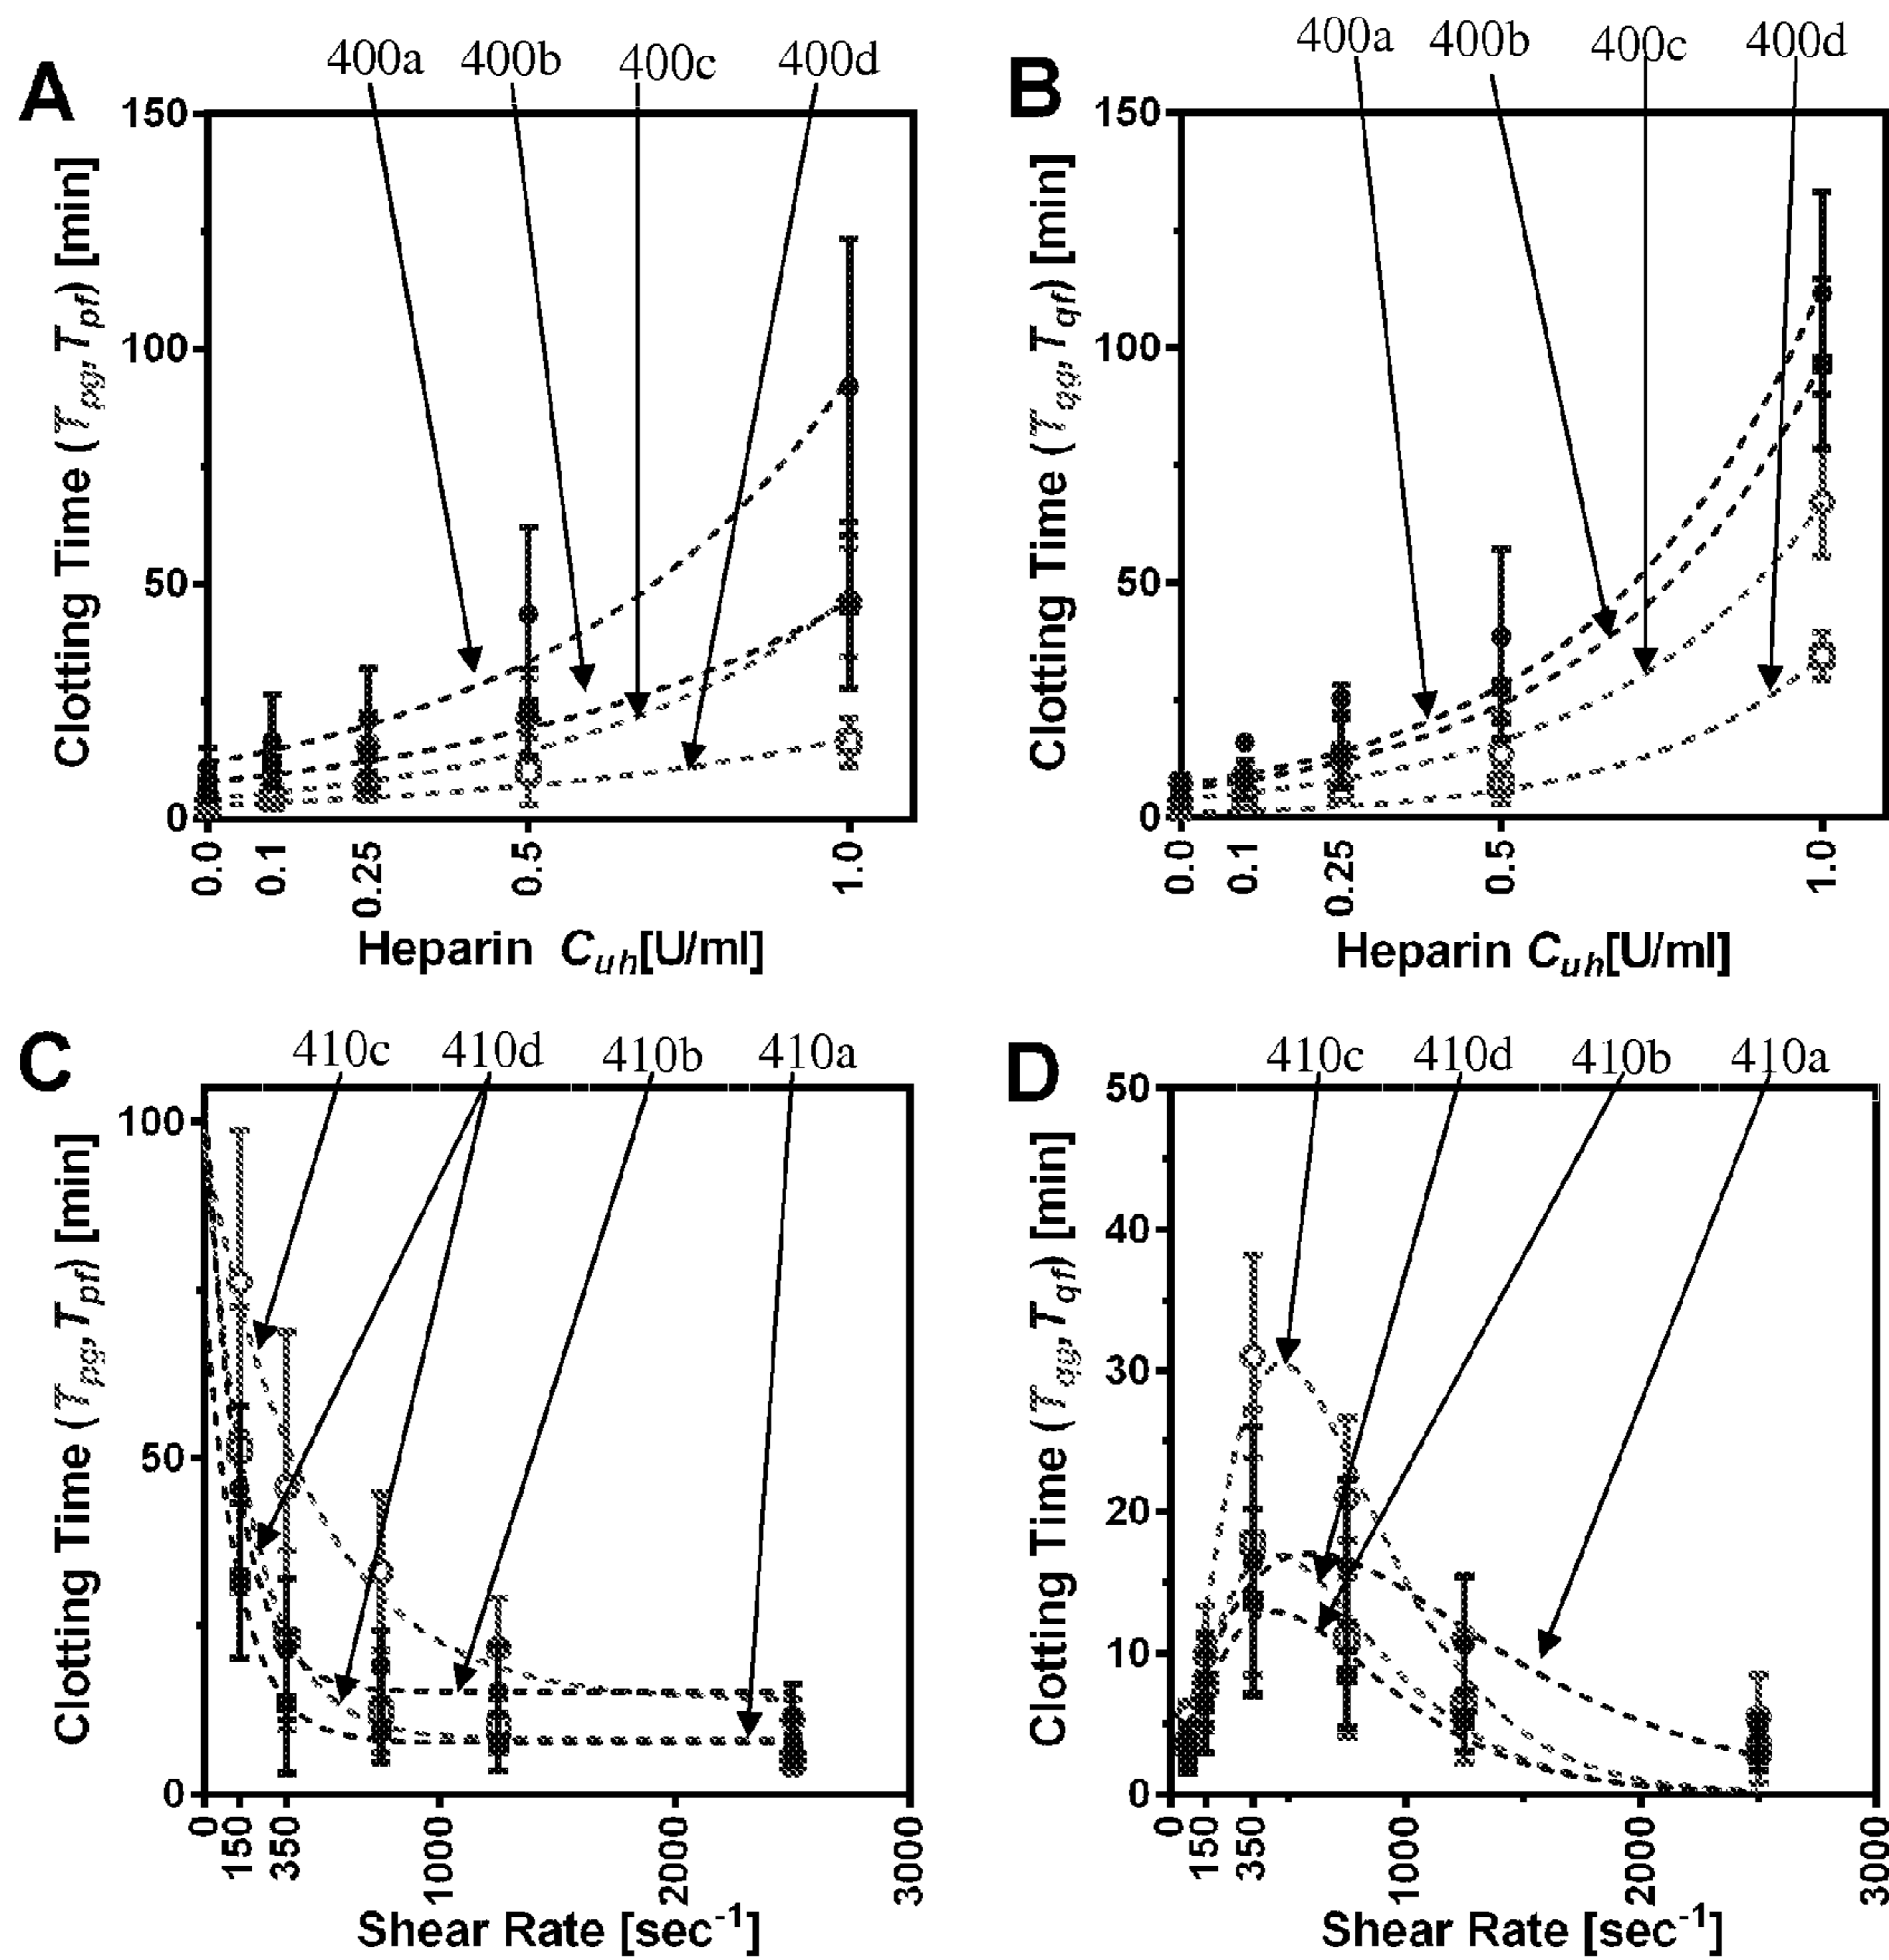 400a 400b 400c 400d
A
150
100
50
0
Clotting Time (Tpg, Tpf) [min]
0.0 0.1 0.25 0.5 1.0
Heparin Cuh[U/ml]
400a 400b 400c 400d
B
150
100
50
0
Clotting Time (Tqg, Tqf) [min]
0.0 0.1 0.25 0.5 1.0
Heparin Cuh[U/ml]
410c 410d 410b 410a
C
100
50
0
Clotting Time (Tpg, Tpf) [min]
0 150 350 1000 2000 3000
Shear Rate [sec-1]
410c 410d 410b 410a
D
50
40
30
20
10
0
Clotting Time (Tqg, Tqf) [min]
0 150 350 1000 2000 3000
Shear Rate [sec-1]